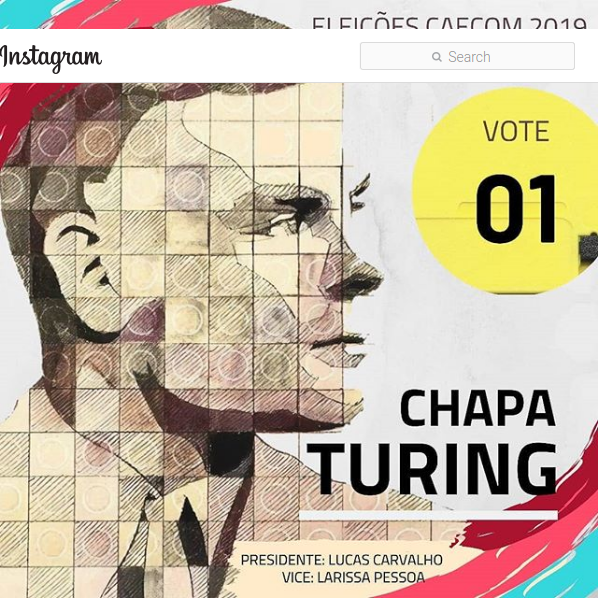 ELEIÇÕES CAECOM 2019
Instagram
Search
VOTE
01
CHAPA
TURING
PRESIDENTE: LUCAS CARVALHO
VICE: LARISSA PESSOA